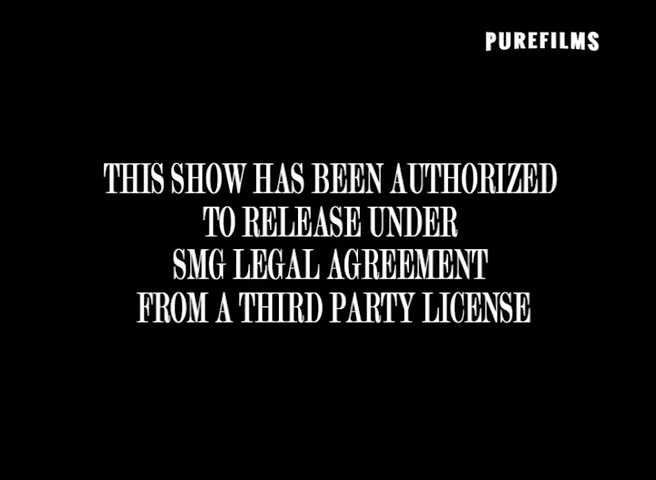 PUREFILMS
THIS SHOW HAS BEEN AUTHORIZED
TO RELEASE UNDER
SMG LEGAL AGREEMENT
FROM A THIRD PARTY LICENSE